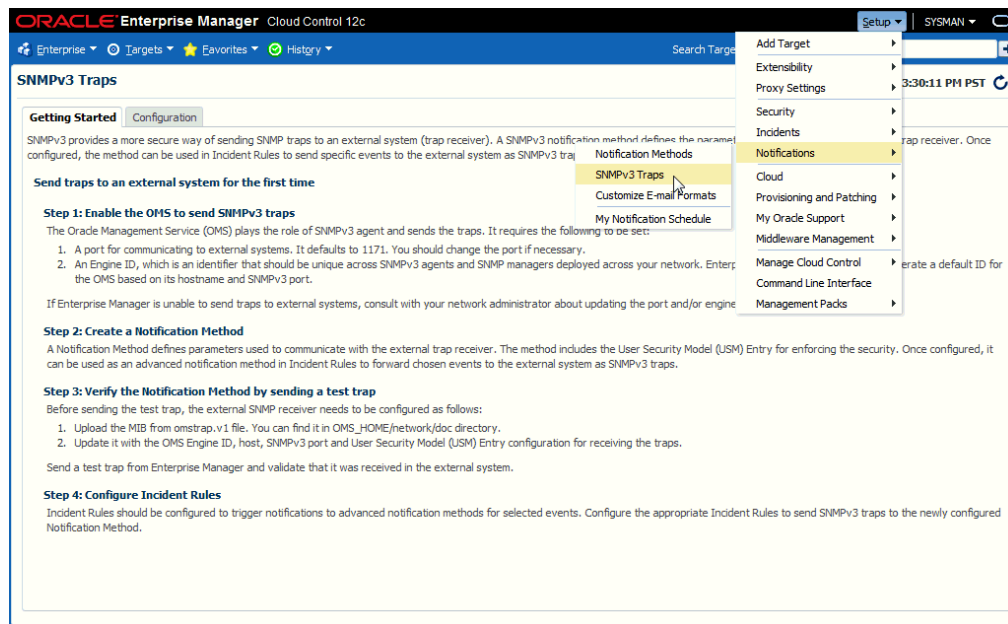 ORACLE Enterprise Manager Cloud Control 12c
Setup SYSMAN
Enterprise Targets Favorites History Search Targe
SNMPv3 Traps
3:30:11 PM PST
Getting Started Configuration
SNMPv3 provides a more secure way of sending SNMP traps to an external system (trap receiver). A SNMPv3 notification method defines the paramet rap receiver. Once
configured, the method can be used in Incident Rules to send specific events to the external system as SNMPv3 tra
Send traps to an external system for the first time
Step 1: Enable the OMS to send SNMPv3 traps
The Oracle Management Service (OMS) plays the role of SNMPv3 agent and sends the traps. It requires the following to be set:
1. A port for communicating to external systems. It defaults to 1171. You should change the port if necessary.
2. An Engine ID, which is an identifier that should be unique across SNMPv3 agents and SNMP managers deployed across your network. Enterp erate a default ID for
the OMS based on its hostname and SNMPv3 port.
If Enterprise Manager is unable to send traps to external systems, consult with your network administrator about updating the port and/or engine
Step 2: Create a Notification Method
A Notification Method defines parameters used to communicate with the external trap receiver. The method includes the User Security Model (USM) Entry for enforcing the security. Once configured, it
can be used as an advanced notification method in Incident Rules to forward chosen events to the external system as SNMPv3 traps.
Step 3: Verify the Notification Method by sending a test trap
Before sending the test trap, the external SNMP receiver needs to be configured as follows:
1. Upload the MIB from omstrap.v1 file. You can find it in OMS_HOME/network/doc directory.
2. Update it with the OMS Engine ID, host, SNMPv3 port and User Security Model (USM) Entry configuration for receiving the traps.
Send a test trap from Enterprise Manager and validate that it was received in the external system.
Step 4: Configure Incident Rules
Incident Rules should be configured to trigger notifications to advanced notification methods for selected events. Configure the appropriate Incident Rules to send SNMPv3 traps to the newly configured
Notification Method.
Add Target
Extensibility
Proxy Settings
Security
Incidents
Notifications
Cloud
Provisioning and Patching
My Oracle Support
Middleware Management
Manage Cloud Control
Command Line Interface
Management Packs
Notification Methods
SNMPv3 Traps
Customize E-mail Formats
My Notification Schedule